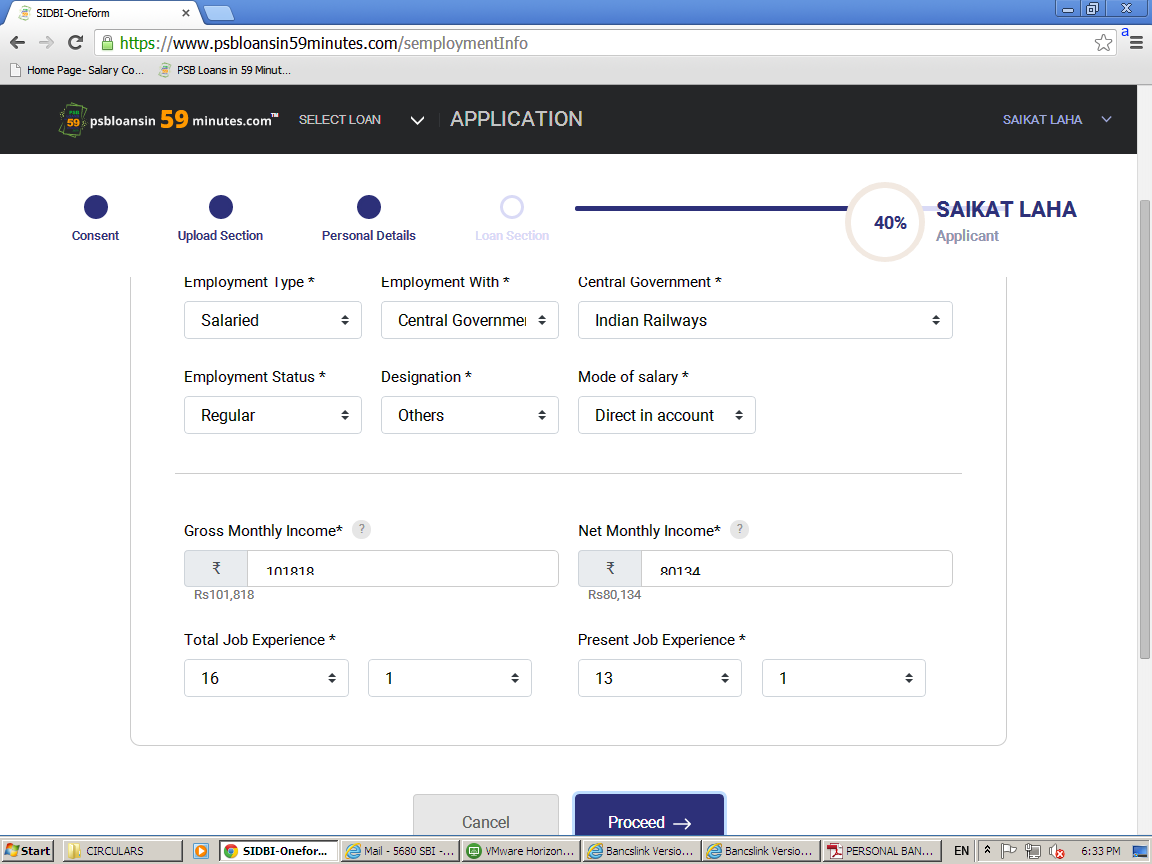 SIDBI-Oneform
https://www.psbloansin59minutes.com/semploymentInfo
a
Home Page- Salary Co... PSB Loans in 59 Minut...
PSB 59 psbloansin 59 minutes.com™ SELECT LOAN APPLICATION SAIKAT LAHA
Consent Upload Section Personal Details Loan Section 40% SAIKAT LAHA
Applicant
Employment Type * Employment With * Central Government *
Salaried Central Governmer Indian Railways
Employment Status * Designation * Mode of salary *
Regular Others Direct in account
Gross Monthly Income* ? Net Monthly Income* ?
₹ 101818 ₹ 80134
Rs101,818 Rs80,134
Total Job Experience * Present Job Experience *
16 1 13 1
Cancel Proceed →
Start CIRCULARS SIDBI-Onefor... Mail - 5680 SBI -... VMware Horizon... Bancslink Versio... Bancslink Versio... PERSONAL BAN... EN 6:33 PM